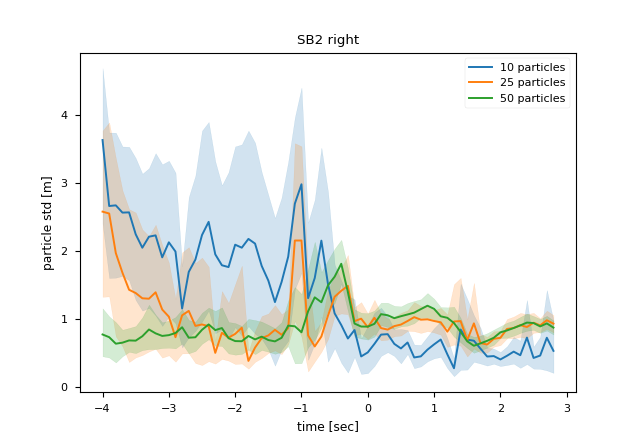 SB2 right
10 particles
25 particles
50 particles
particle std [m]
4
3
2
1
0
−4 −3 −2 −1 0 1 2 3
time [sec]